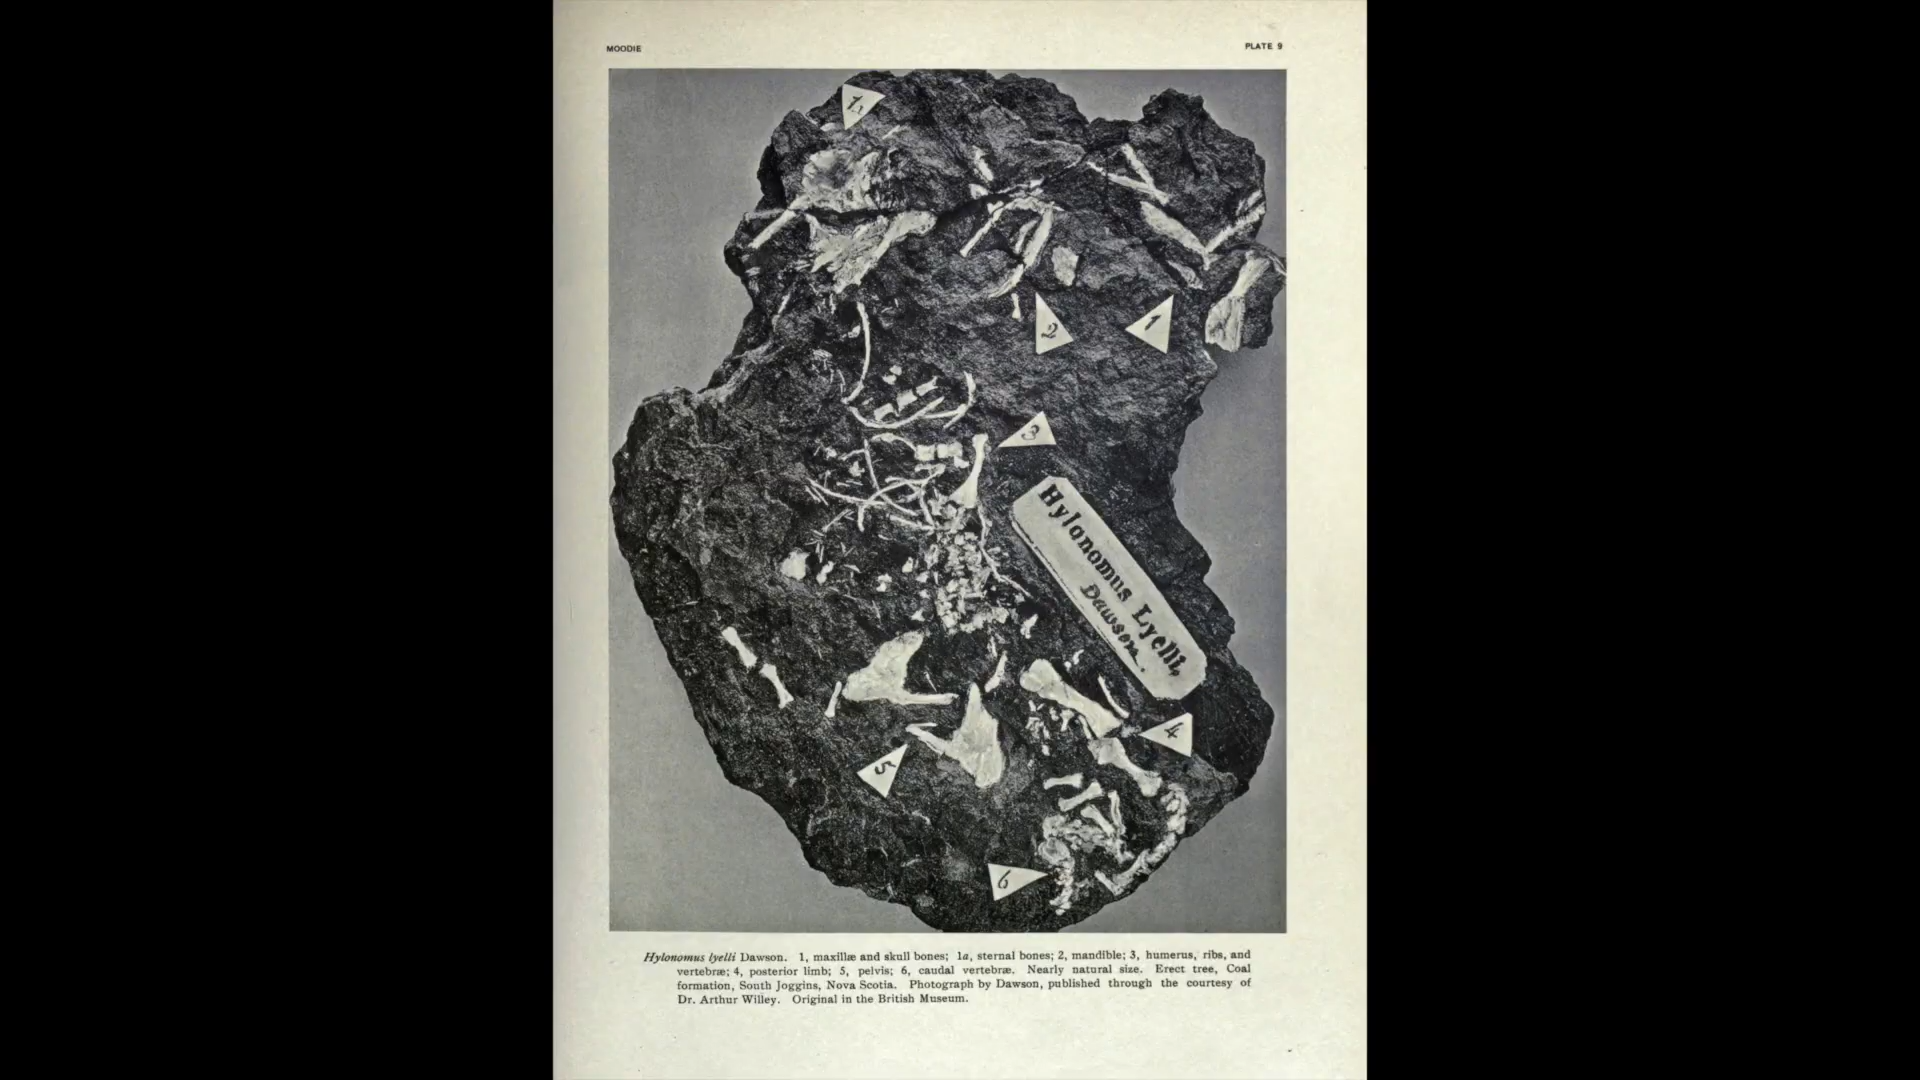 MOODIE
PLATE 9
1a
2
1
3
Hylonomus Lyelli,
Dawson.
4
5
6
Hylonomus lyelli Dawson. 1, maxillæ and skull bones; 1a, sternal bones; 2, mandible; 3, humerus, ribs, and
vertebræ; 4, posterior limb; 5, pelvis; 6, caudal vertebræ. Nearly natural size. Erect tree, Coal
formation, South Joggins, Nova Scotia. Photograph by Dawson, published through the courtesy of
Dr. Arthur Willey. Original in the British Museum.